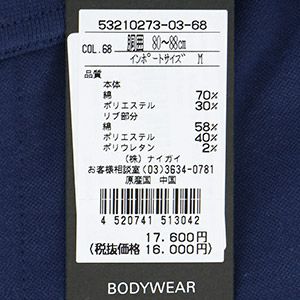 53210273-03-68
COL.68 胴囲 80～88cm
インポートサイズ M
品質
本体
綿 70%
ポリエステル 30%
リブ部分
綿 58%
ポリエステル 40%
ポリウレタン 2%
(株) ナイガイ
お客様相談室(03)3634-0781
原産国 中国
4 520741 513042
17,600円
(税抜価格 16,000円)
BODYWEAR